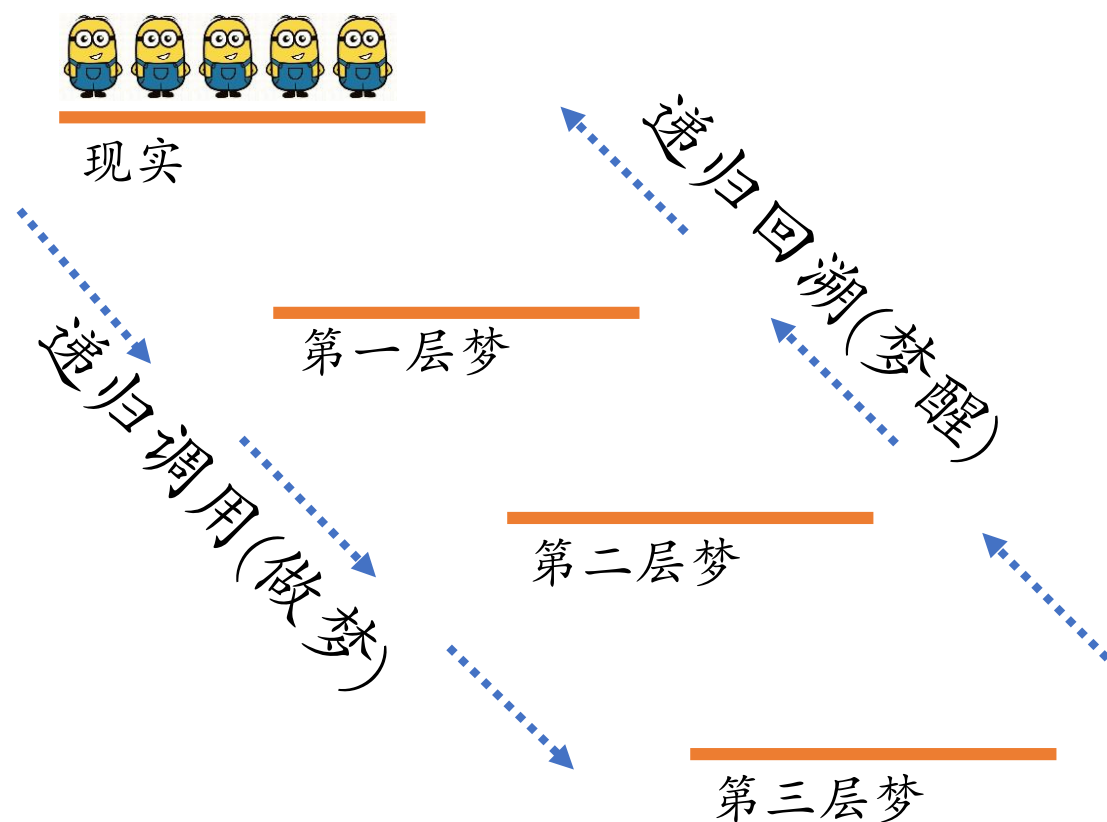 现实
递归回溯(梦醒)
第一层梦
递归调用(做梦)
第二层梦
第三层梦